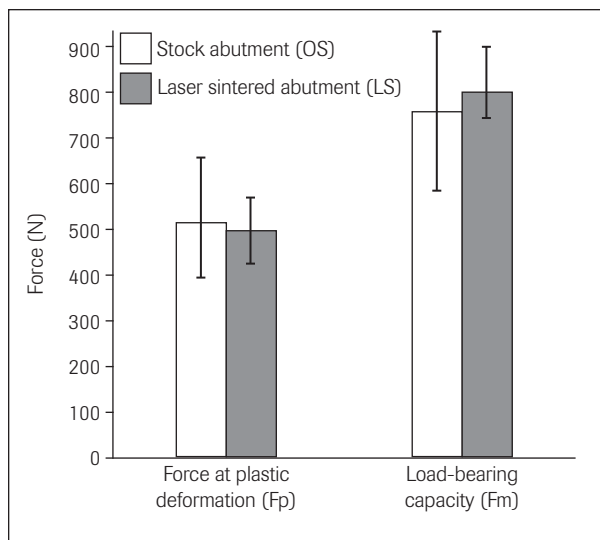 Stock abutment (OS)
Laser sintered abutment (LS)
Force (N)
900
800
700
600
500
400
300
200
100
0
Force at plastic
deformation (Fp)
Load-bearing
capacity (Fm)